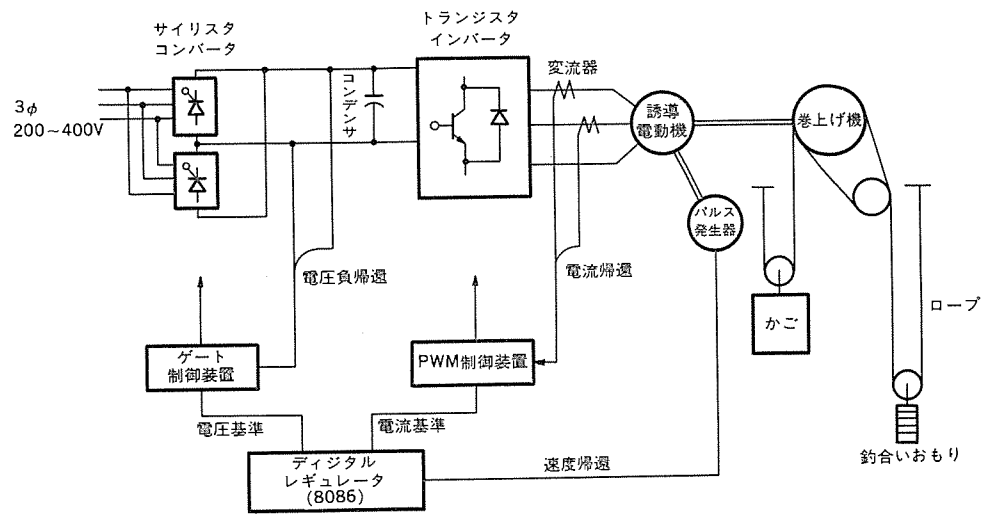 サイリスタ
コンバータ
トランジスタ
インバータ
3φ
200~400V
コンデンサ
変流器
誘導
電動機
巻上げ機
パルス
発生器
電圧負帰還
電流帰還
かご
ロープ
ゲート
制御装置
PWM制御装置
電圧基準
電流基準
ディジタル
レギュレータ
(8086)
速度帰還
釣合いおもり